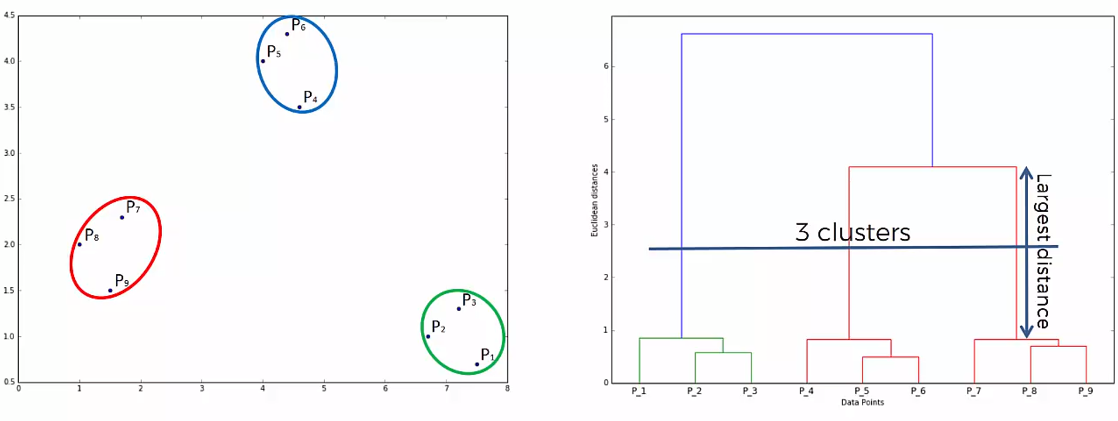 4.5
4.0
3.5
3.0
2.5
2.0
1.5
1.0
0.5
0 1 2 3 4 5 6 7 8
P6
P5
P4
P7
P8
P9
P3
P2
P1
Euclidean distances
6
5
4
3
2
1
0
3 clusters
Largest distance
P_1 P_2 P_3 P_4 P_5 P_6 P_7 P_8 P_9
Data Points